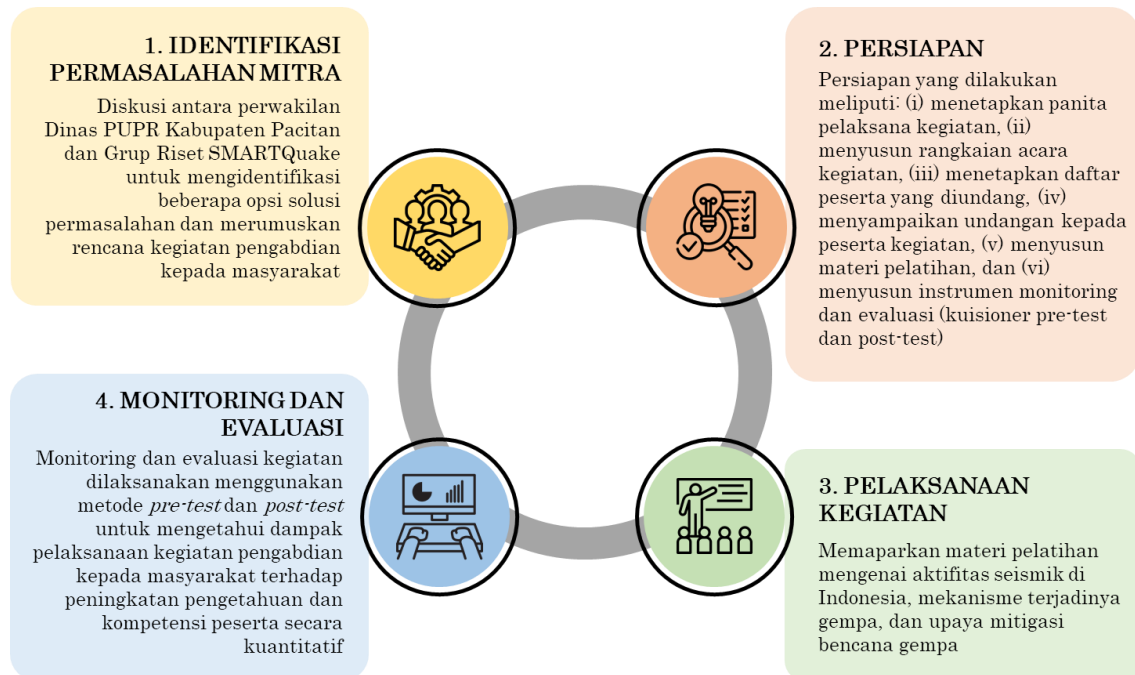 1. IDENTIFIKASI
PERMASALAHAN MITRA
Diskusi antara perwakilan
Dinas PUPR Kabupaten Pacitan
dan Grup Riset SMARTQuake
untuk mengidentifikasi
beberapa opsi solusi
permasalahan dan merumuskan
rencana kegiatan pengabdian
kepada masyarakat
2. PERSIAPAN
Persiapan yang dilakukan
meliputi: (i) menetapkan panita
pelaksana kegiatan, (ii)
menyusun rangkaian acara
kegiatan, (iii) menetapkan daftar
peserta yang diundang, (iv)
menyampaikan undangan kepada
peserta kegiatan, (v) menyusun
materi pelatihan, dan (vi)
menyusun instrumen monitoring
dan evaluasi (kuisioner pre-test
dan post-test)
3. PELAKSANAAN
KEGIATAN
Memaparkan materi pelatihan
mengenai aktifitas seismik di
Indonesia, mekanisme terjadinya
gempa, dan upaya mitigasi
bencana gempa
4. MONITORING DAN
EVALUASI
Monitoring dan evaluasi kegiatan
dilaksanakan menggunakan
metode pre-test dan post-test
untuk mengetahui dampak
pelaksanaan kegiatan pengabdian
kepada masyarakat terhadap
peningkatan pengetahuan dan
kompetensi peserta secara
kuantitatif